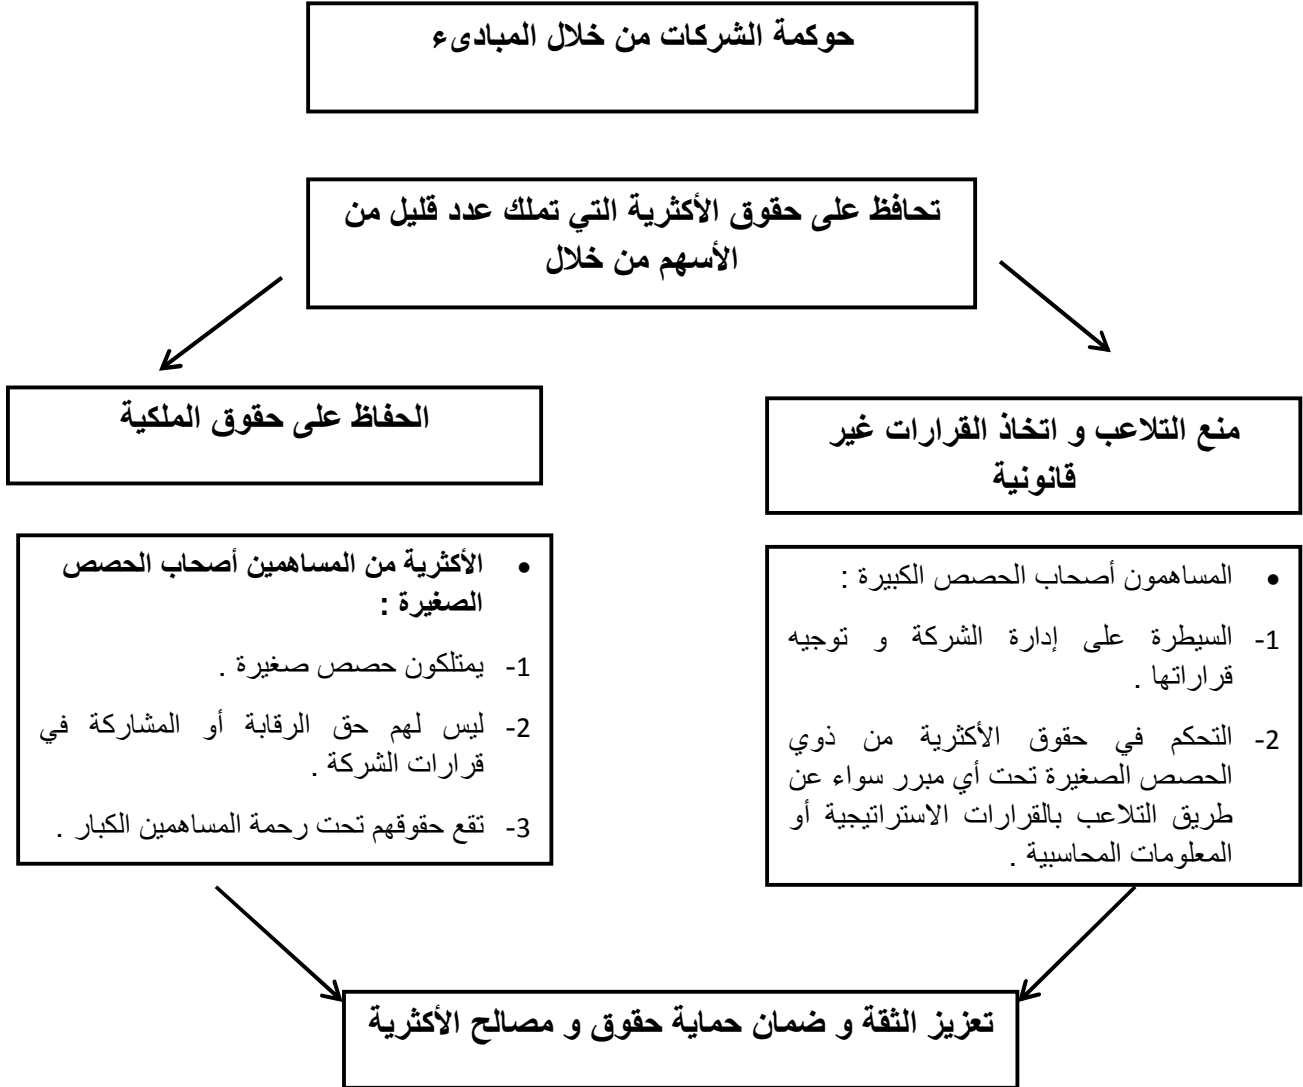 حوكمة الشركات من خلال المبادىء
تحافظ على حقوق الأكثرية التي تملك عدد قليل من
الأسهم من خلال
منع التلاعب و اتخاذ القرارات غير
قانونية
الحفاظ على حقوق الملكية
• المساهمون أصحاب الحصص الكبيرة :
1- السيطرة على إدارة الشركة و توجيه
قراراتها .
2- التحكم في حقوق الأكثرية من ذوي
الحصص الصغيرة تحت أي مبرر سواء عن
طريق التلاعب بالقرارات الاستراتيجية أو
المعلومات المحاسبية .
• الأكثرية من المساهمين أصحاب الحصص
الصغيرة :
1- يمتلكون حصص صغيرة .
2- ليس لهم حق الرقابة أو المشاركة في
قرارات الشركة .
3- تقع حقوقهم تحت رحمة المساهمين الكبار .
تعزيز الثقة و ضمان حماية حقوق و مصالح الأكثرية